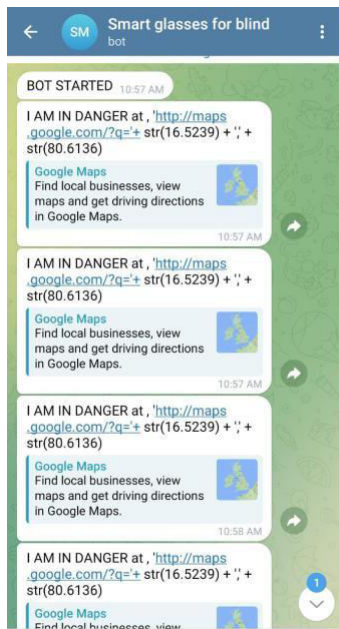 SM
Smart glasses for blind
bot
BOT STARTED 10:57 AM
I AM IN DANGER at , 'http://maps
.google.com/?q='+ str(16.5239) + ',' +
str(80.6136)
Google Maps
Find local businesses, view
maps and get driving directions
in Google Maps.
10:57 AM
I AM IN DANGER at , 'http://maps
.google.com/?q='+ str(16.5239) + ',' +
str(80.6136)
Google Maps
Find local businesses, view
maps and get driving directions
in Google Maps.
10:57 AM
I AM IN DANGER at , 'http://maps
.google.com/?q='+ str(16.5239) + ',' +
str(80.6136)
Google Maps
Find local businesses, view
maps and get driving directions
in Google Maps.
10:58 AM
I AM IN DANGER at , 'http://maps
.google.com/?q='+ str(16.5239) + ',' +
str(80.6136)
Google Maps
Find local businesses, view
1